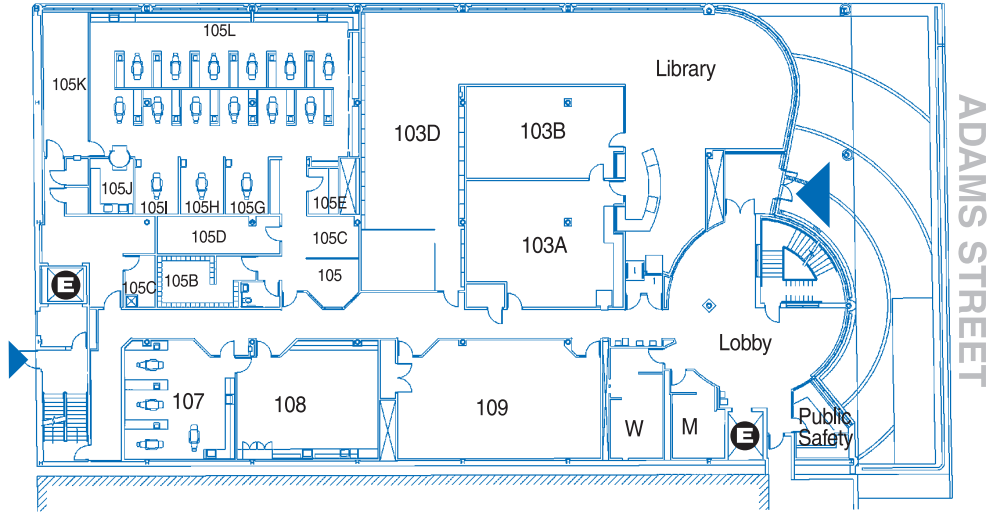 105L
105K
Library
103D
103B
105J
105I
105H
105G
105E
103A
105D
105C
105
105C
105B
E
Lobby
107
108
109
W
M
E
Public
Safety
ADAMS STREET